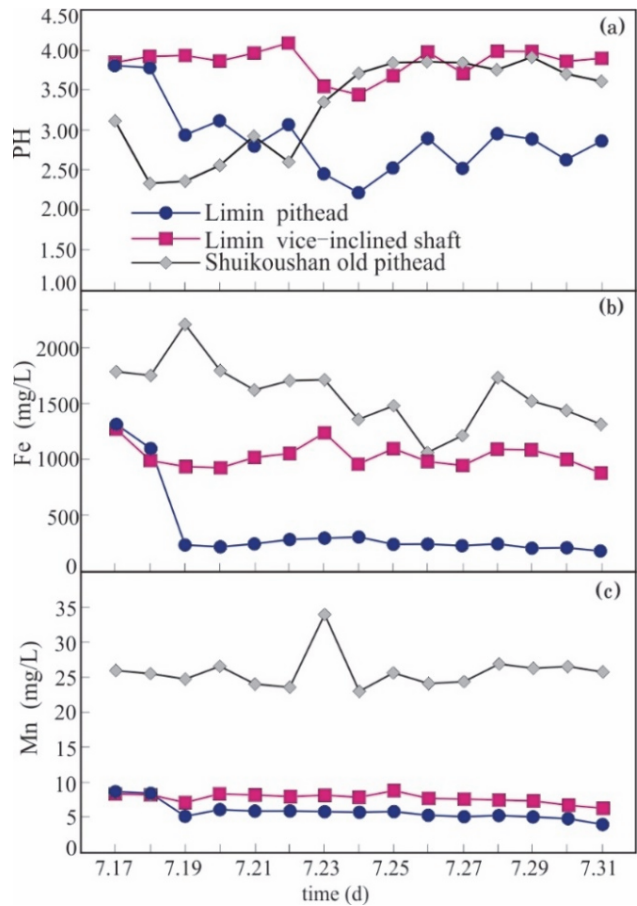 4.50
(a)
4.00
3.50
3.00
PH
2.50
2.00
Limin pithead
Limin vice-inclined shaft
1.50
Shuikoushan old pithead
1.00
(b)
2000
1500
Fe (mg/L)
1000
500
0
(c)
35
30
25
Mn (mg/L)
20
15
10
5
0
7.17 7.19 7.21 7.23 7.25 7.27 7.29 7.31
time (d)